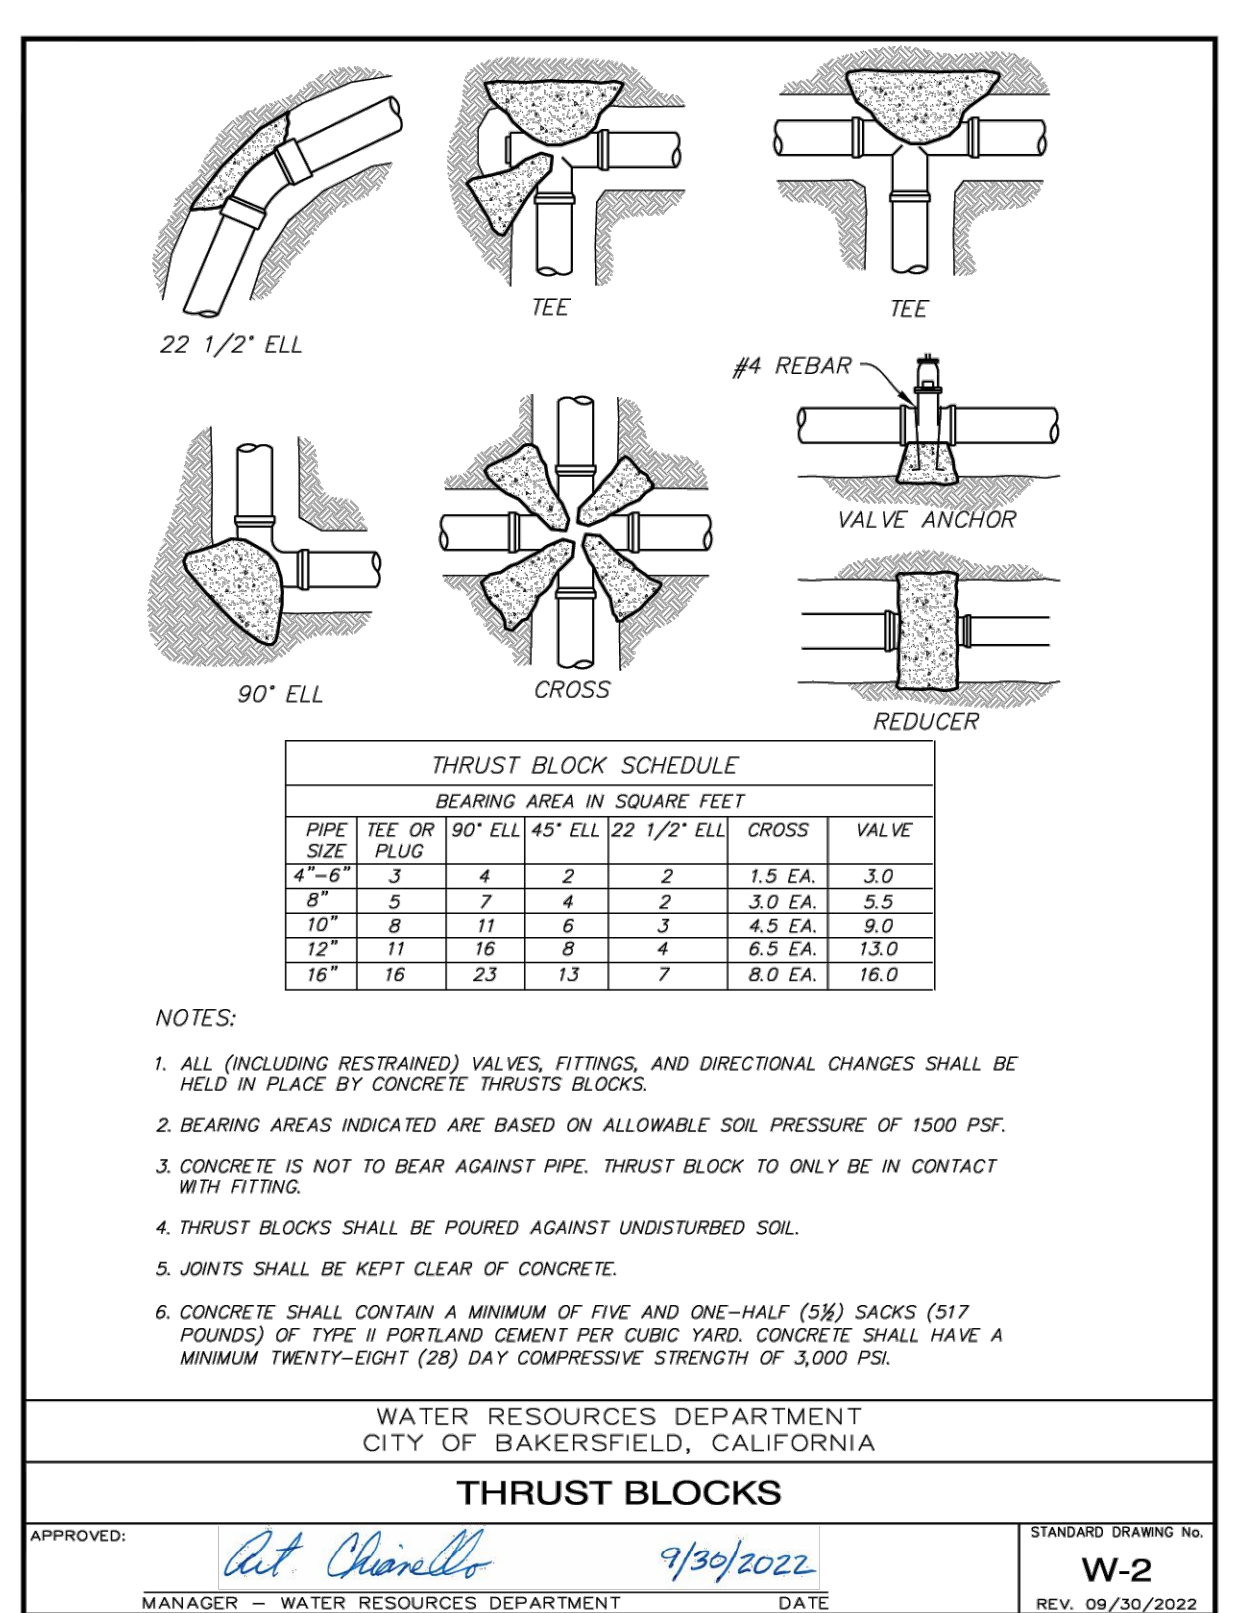 TEE
TEE
22 1/2° ELL
#4 REBAR
VALVE ANCHOR
90° ELL
CROSS
REDUCER
THRUST BLOCK SCHEDULE
BEARING AREA IN SQUARE FEET
PIPE SIZE TEE OR PLUG 90° ELL 45° ELL 22 1/2° ELL CROSS VALVE
4"-6" 3 4 2 2 1.5 EA. 3.0
8" 5 7 4 2 3.0 EA. 5.5
10" 8 11 6 3 4.5 EA. 9.0
12" 11 16 8 4 6.5 EA. 13.0
16" 16 23 13 7 8.0 EA. 16.0
NOTES:
1. ALL (INCLUDING RESTRAINED) VALVES, FITTINGS, AND DIRECTIONAL CHANGES SHALL BE
HELD IN PLACE BY CONCRETE THRUSTS BLOCKS.
2. BEARING AREAS INDICATED ARE BASED ON ALLOWABLE SOIL PRESSURE OF 1500 PSF.
3. CONCRETE IS NOT TO BEAR AGAINST PIPE. THRUST BLOCK TO ONLY BE IN CONTACT
WITH FITTING.
4. THRUST BLOCKS SHALL BE POURED AGAINST UNDISTURBED SOIL.
5. JOINTS SHALL BE KEPT CLEAR OF CONCRETE.
6. CONCRETE SHALL CONTAIN A MINIMUM OF FIVE AND ONE-HALF (5½) SACKS (517
POUNDS) OF TYPE II PORTLAND CEMENT PER CUBIC YARD. CONCRETE SHALL HAVE A
MINIMUM TWENTY-EIGHT (28) DAY COMPRESSIVE STRENGTH OF 3,000 PSI.
WATER RESOURCES DEPARTMENT
CITY OF BAKERSFIELD, CALIFORNIA
THRUST BLOCKS
APPROVED:
Art Chianello 9/30/2022
MANAGER - WATER RESOURCES DEPARTMENT DATE
STANDARD DRAWING No.
W-2
REV. 09/30/2022